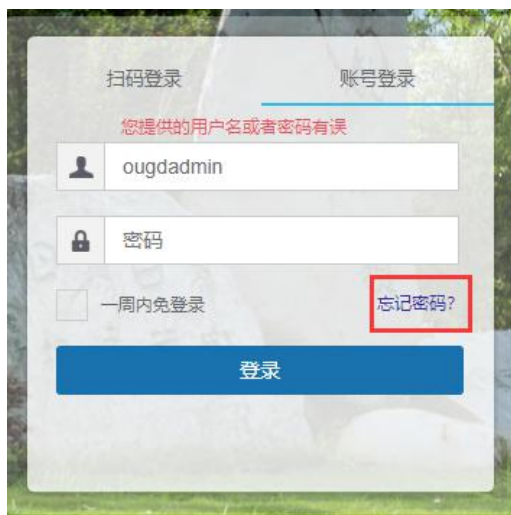 扫码登录 账号登录
您提供的用户名或者密码有误
ougdadmin
密码
一周内免登录 忘记密码?
登录